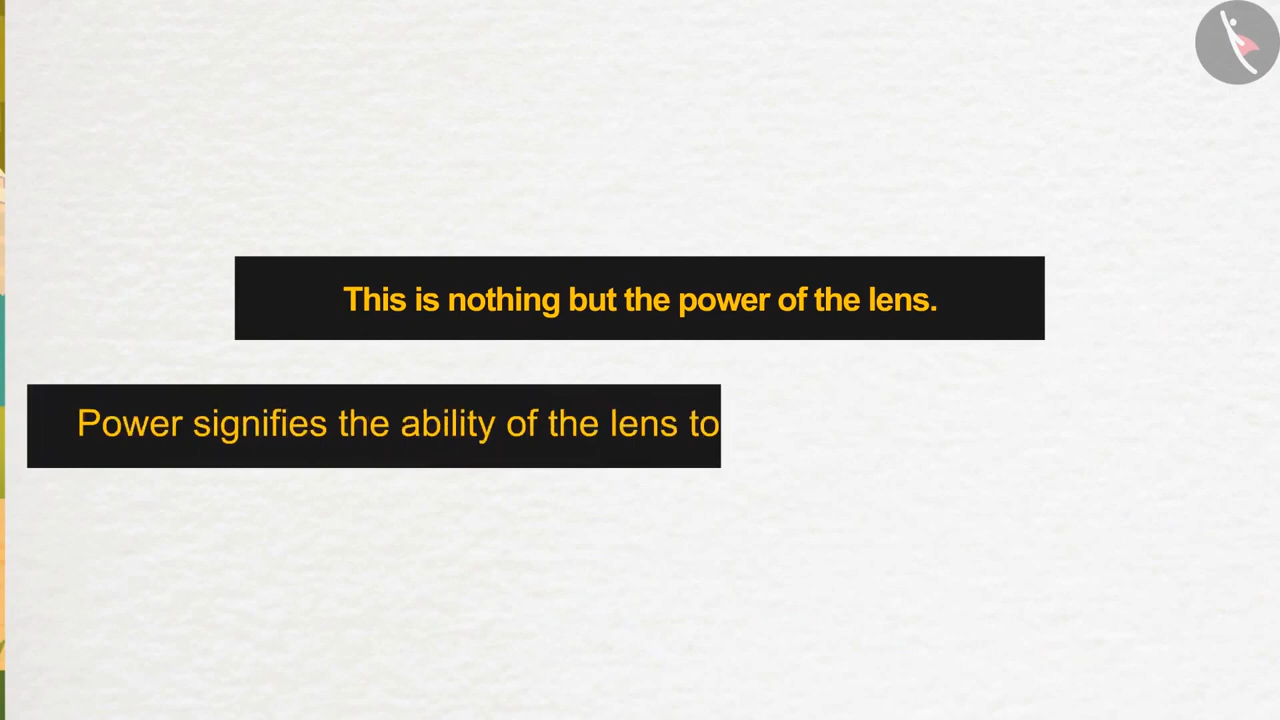 This is nothing but the power of the lens.
Power signifies the ability of the lens to